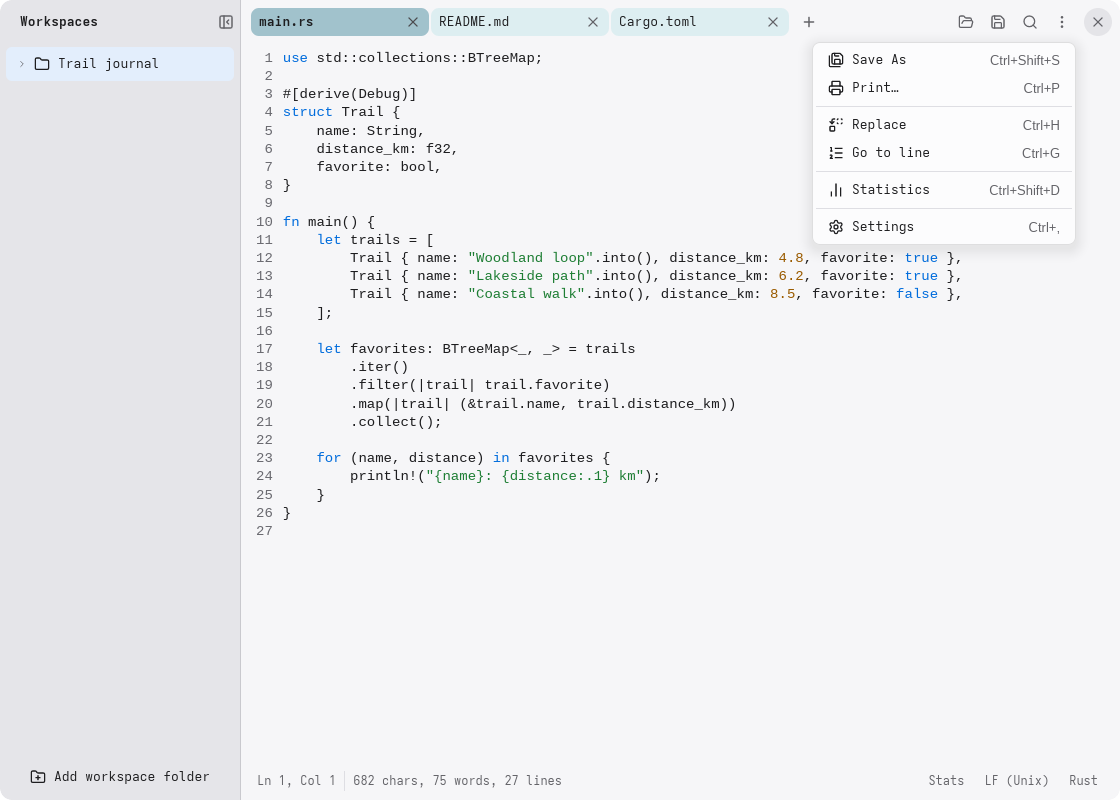 Workspaces
main.rs
README.md
Cargo.toml
Trail journal
Add workspace folder
Save As Ctrl+Shift+S
Print… Ctrl+P
Replace Ctrl+H
Go to line Ctrl+G
Statistics Ctrl+Shift+D
Settings Ctrl+,
1 use std::collections::BTreeMap;
2
3 #[derive(Debug)]
4 struct Trail {
5     name: String,
6     distance_km: f32,
7     favorite: bool,
8 }
9
10 fn main() {
11     let trails = [
12         Trail { name: "Woodland loop".into(), distance_km: 4.8, favorite: true },
13         Trail { name: "Lakeside path".into(), distance_km: 6.2, favorite: true },
14         Trail { name: "Coastal walk".into(), distance_km: 8.5, favorite: false },
15     ];
16
17     let favorites: BTreeMap<_, _> = trails
18         .iter()
19         .filter(|trail| trail.favorite)
20         .map(|trail| (&trail.name, trail.distance_km))
21         .collect();
22
23     for (name, distance) in favorites {
24         println!("{name}: {distance:.1} km");
25     }
26 }
27
Ln 1, Col 1
682 chars, 75 words, 27 lines
Stats
LF (Unix)
Rust